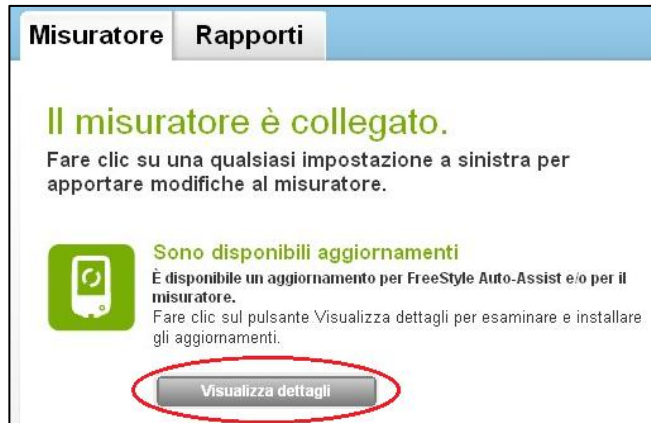 Misuratore Rapporti
Il misuratore è collegato.
Fare clic su una qualsiasi impostazione a sinistra per
apportare modifiche al misuratore.
Sono disponibili aggiornamenti
È disponibile un aggiornamento per FreeStyle Auto-Assist e/o per il
misuratore.
Fare clic sul pulsante Visualizza dettagli per esaminare e installare
gli aggiornamenti.
Visualizza dettagli